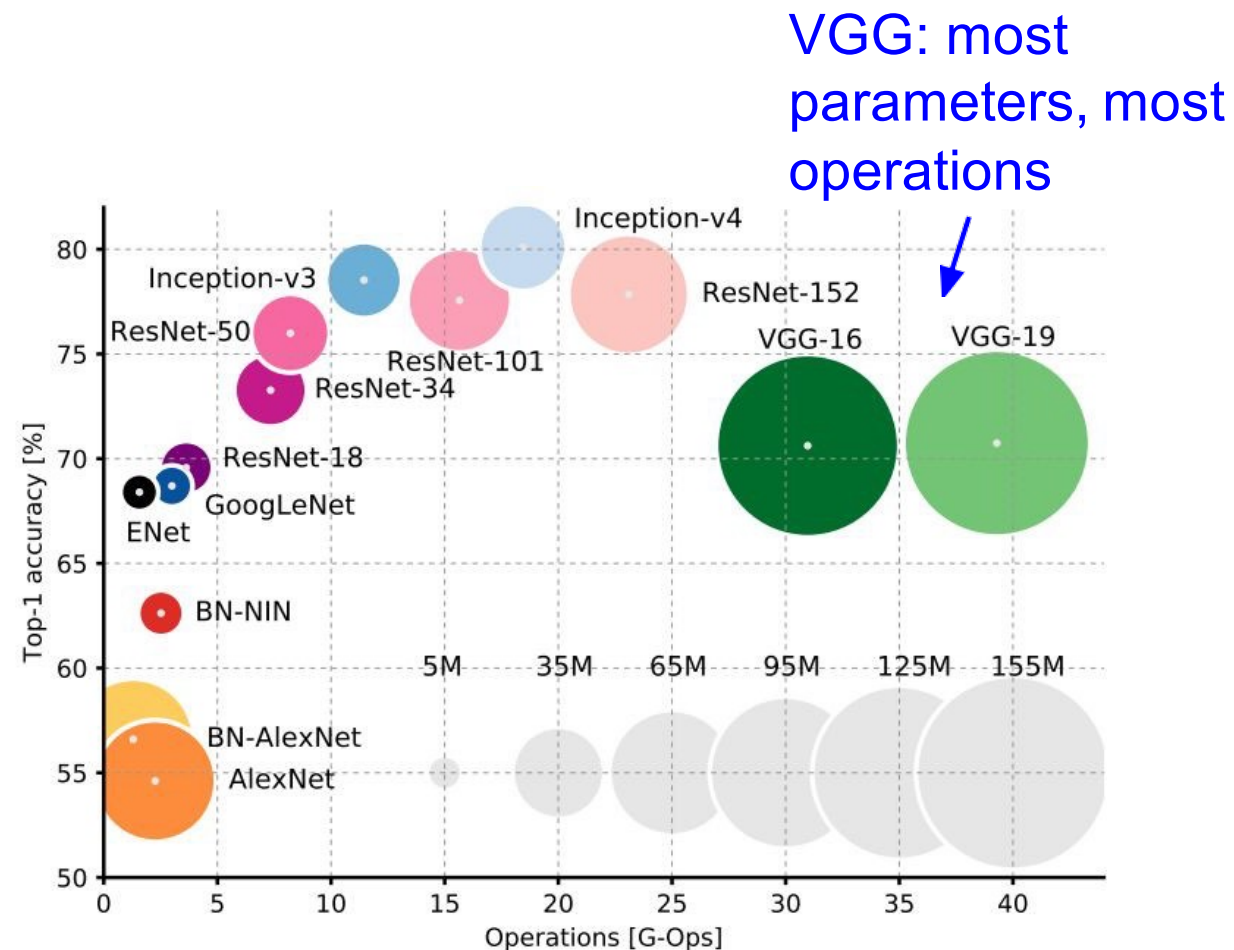 VGG: most
parameters, most
operations
Inception-v4
80
Inception-v3
ResNet-152
ResNet-50
VGG-16
VGG-19
75
ResNet-101
ResNet-34
Top-1 accuracy [%]
70
ResNet-18
GoogLeNet
ENet
65
BN-NIN
60
5M 35M 65M 95M 125M 155M
BN-AlexNet
55
AlexNet
50
0 5 10 15 20 25 30 35 40
Operations [G-Ops]